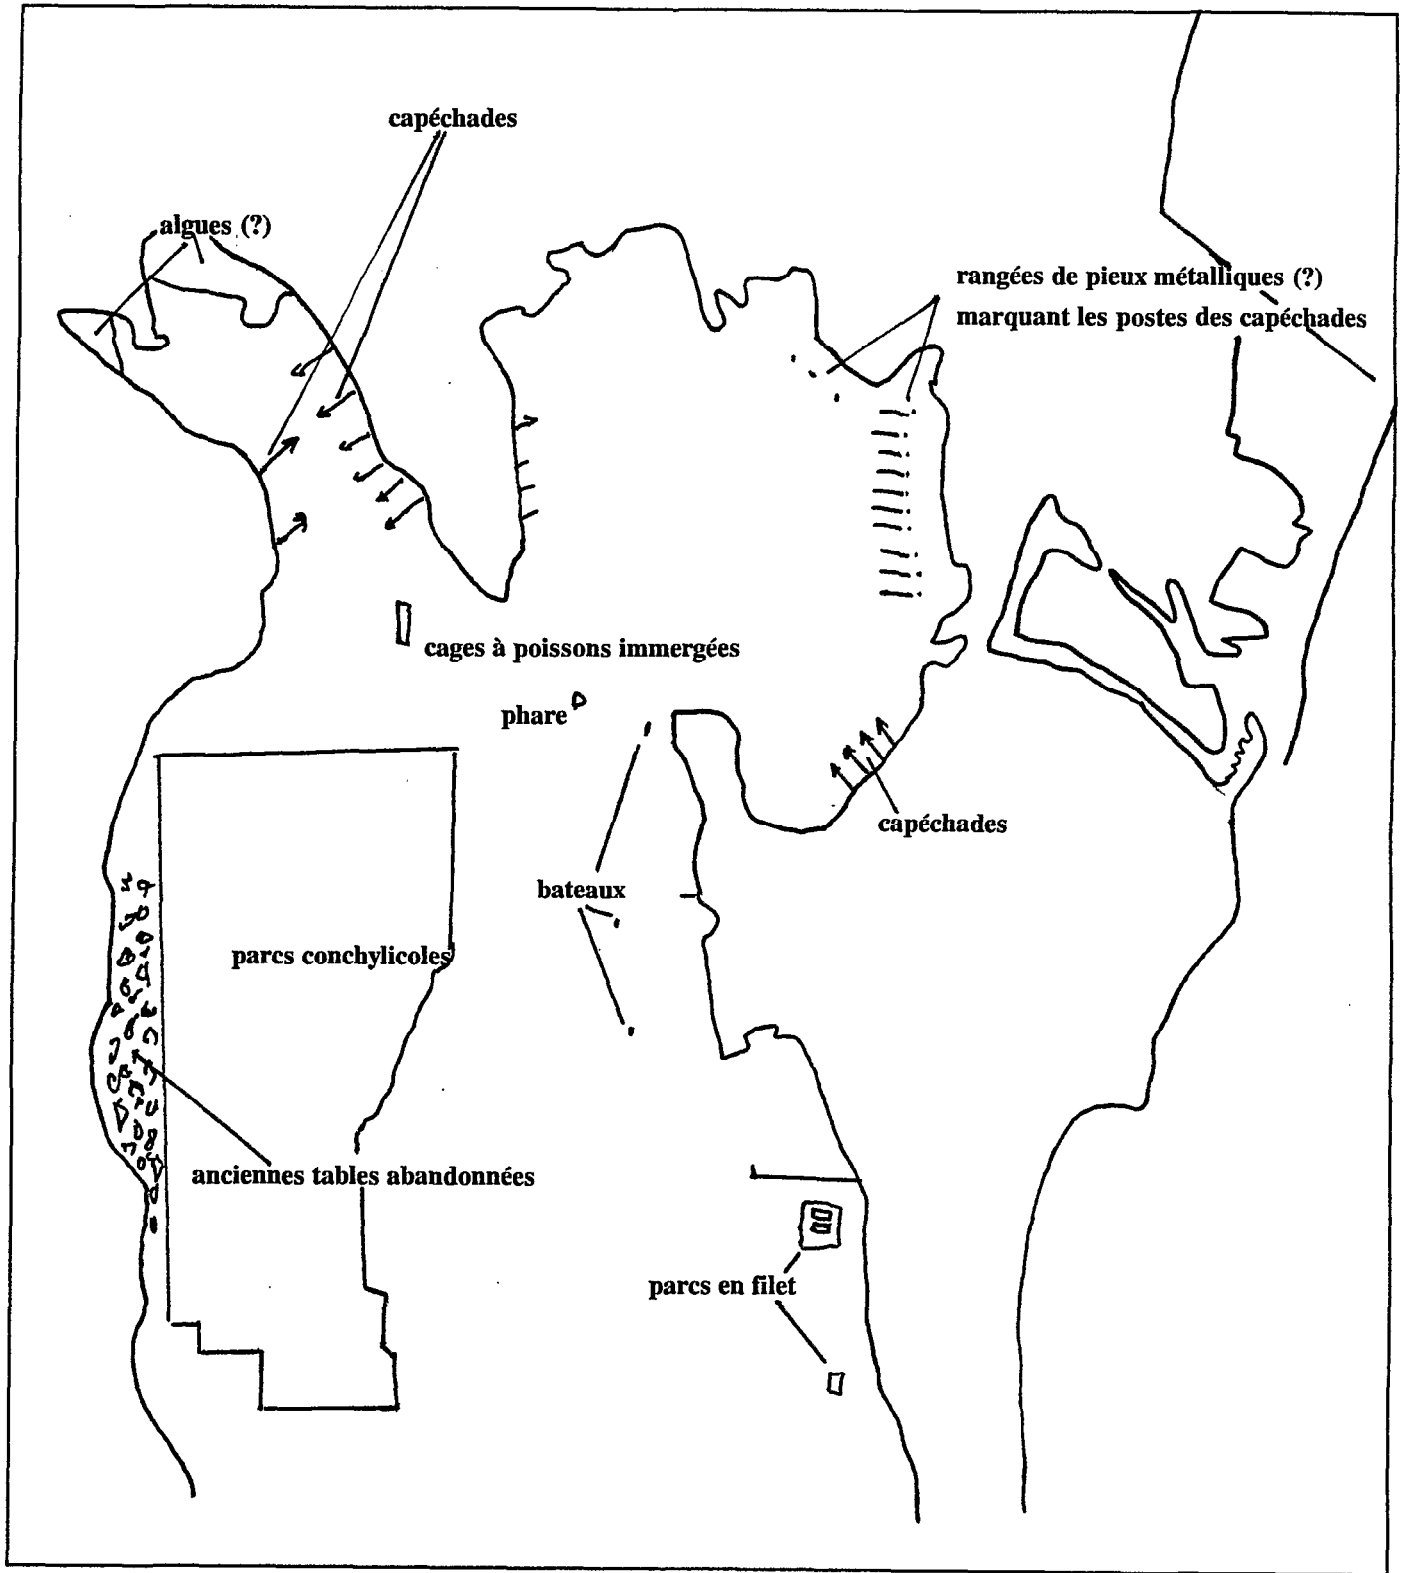 capéchades
algues (?)
rangées de pieux métalliques (?)
marquant les postes des capéchades
cages à poissons immergées
phare
capéchades
bateaux
parcs conchylicoles
anciennes tables abandonnées
parcs en filet